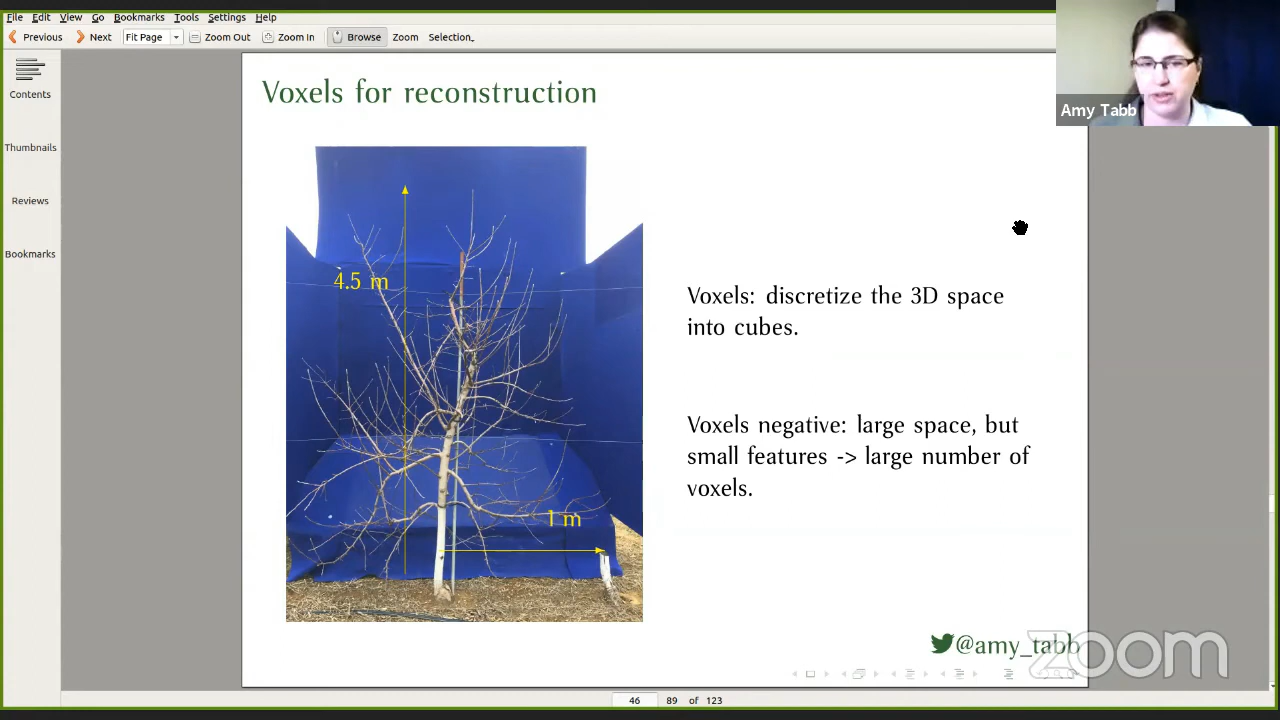 File Edit View Go Bookmarks Tools Settings Help
Previous Next Fit Page Zoom Out Zoom In Browse Zoom Selection
Contents
Thumbnails
Reviews
Bookmarks
Amy Tabb
Voxels for reconstruction
4.5 m
1 m
Voxels: discretize the 3D space
into cubes.
Voxels negative: large space, but
small features -> large number of
voxels.
@amy_tabb
zoom
46 89 of 123